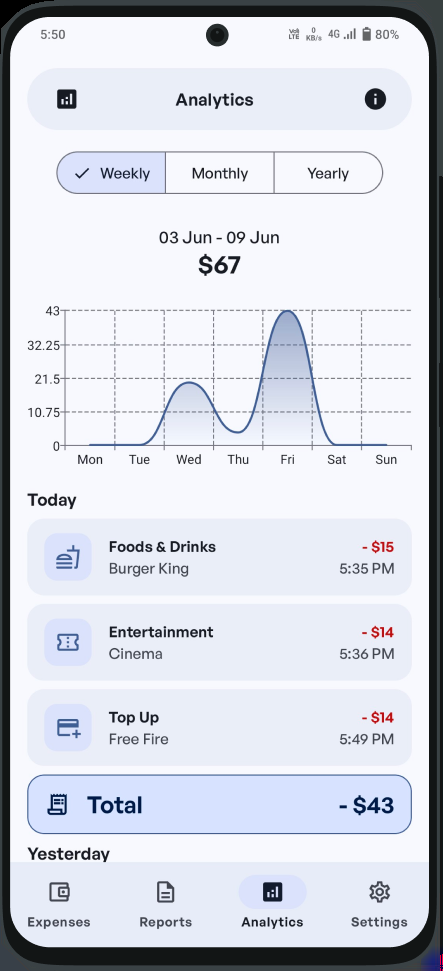 5:50
Vo)) LTE 0 KB/s 4G 80%
Analytics
Weekly Monthly Yearly
03 Jun - 09 Jun
$67
43
32.25
21.5
10.75
0
Mon Tue Wed Thu Fri Sat Sun
Today
Foods & Drinks - $15
Burger King 5:35 PM
Entertainment - $14
Cinema 5:36 PM
Top Up - $14
Free Fire 5:49 PM
Total - $43
Yesterday
Expenses Reports Analytics Settings